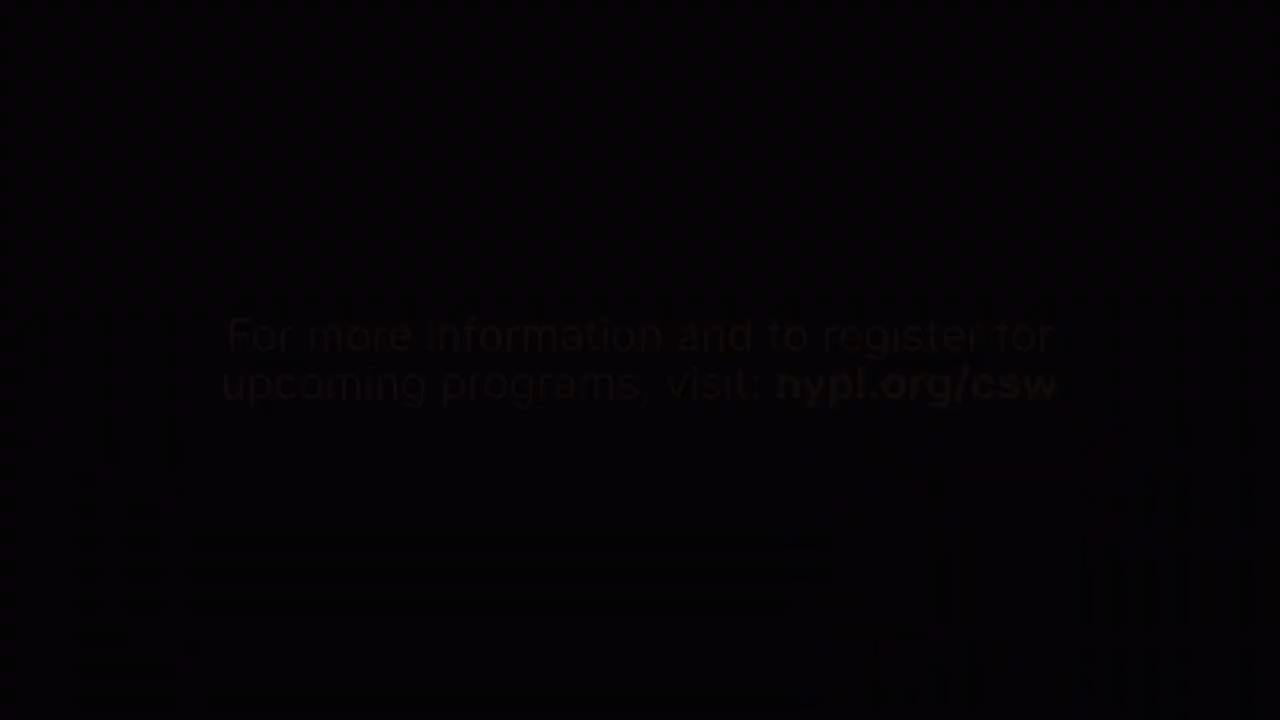 For more information and to register for
upcoming programs, visit: nypl.org/csw